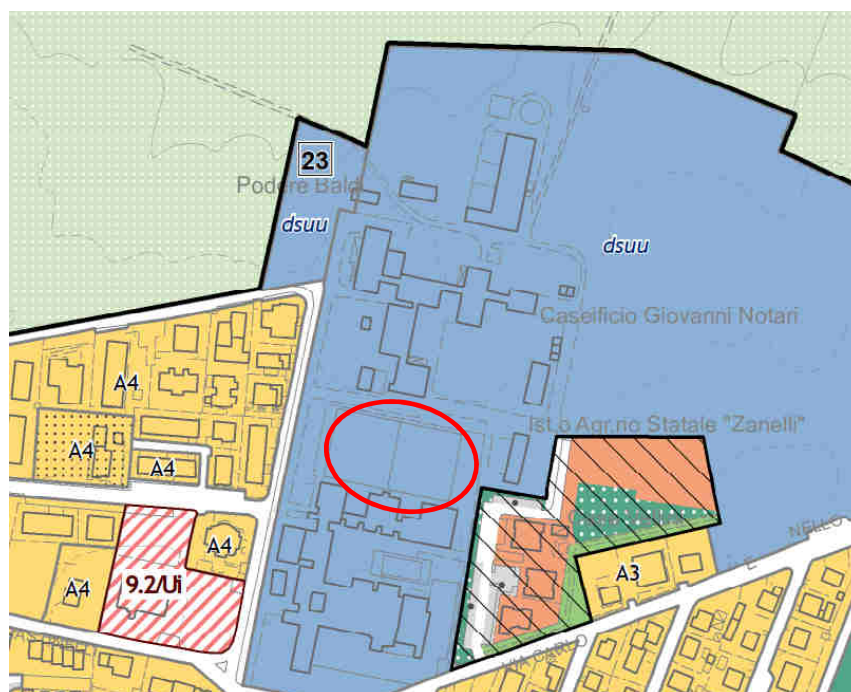 23
Podere Baldi
dsuu
dsuu
Caseificio Giovanni Notari
A4
Ist.o Agr.rio Statale "Zanelli"
A4
A4
A4
NELLO
E
A3
9.2/Ui
A4
VIA CARLO